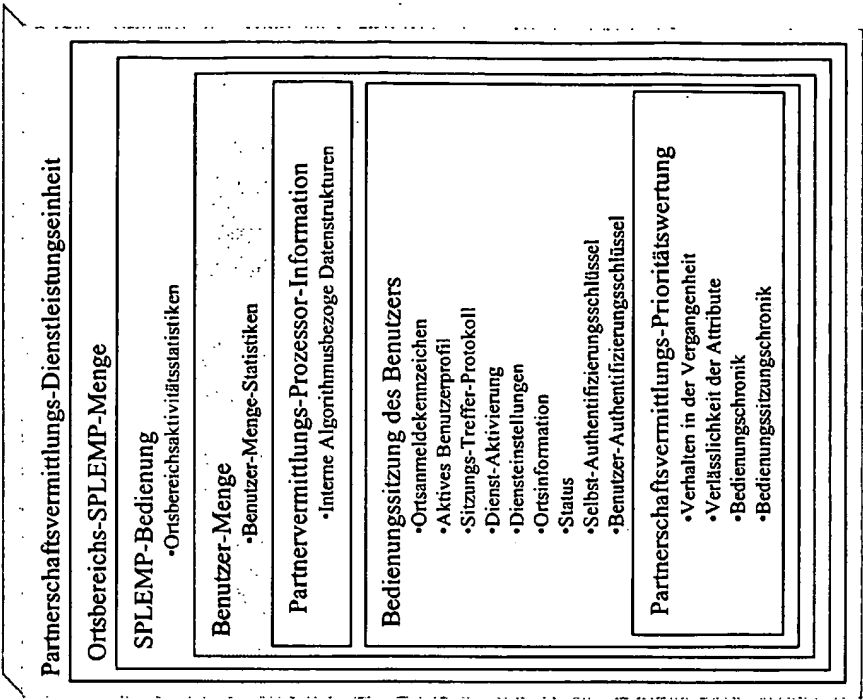 Partnerschaftsvermittlungs-Dienstleistungseinheit
Ortsbereichs-SPLEMP-Menge
SPLEMP-Bedienung
•Ortsbereichsaktivitätsstatistiken
Benutzer-Menge
•Benutzer-Menge-Statistiken
Partnervermittlungs-Prozessor-Information
•Interne Algorithmusbezoge Datenstrukturen
Bedienungssitzung des Benutzers
•Ortsanmeldekennzeichen
•Aktives Benutzerprofil
•Sitzungs-Treffer-Protokoll
•Dienst-Aktivierung
•Diensteinstellungen
•Ortsinformation
•Status
•Selbst-Authentifizierungsschlüssel
•Benutzer-Authentifizierungsschlüssel
Partnerschaftsvermittlungs-Prioritätswertung
•Verhalten in der Vergangenheit
•Verlässlichkeit der Attribute
•Bedienungschronik
•Bedienungssitzungschronik